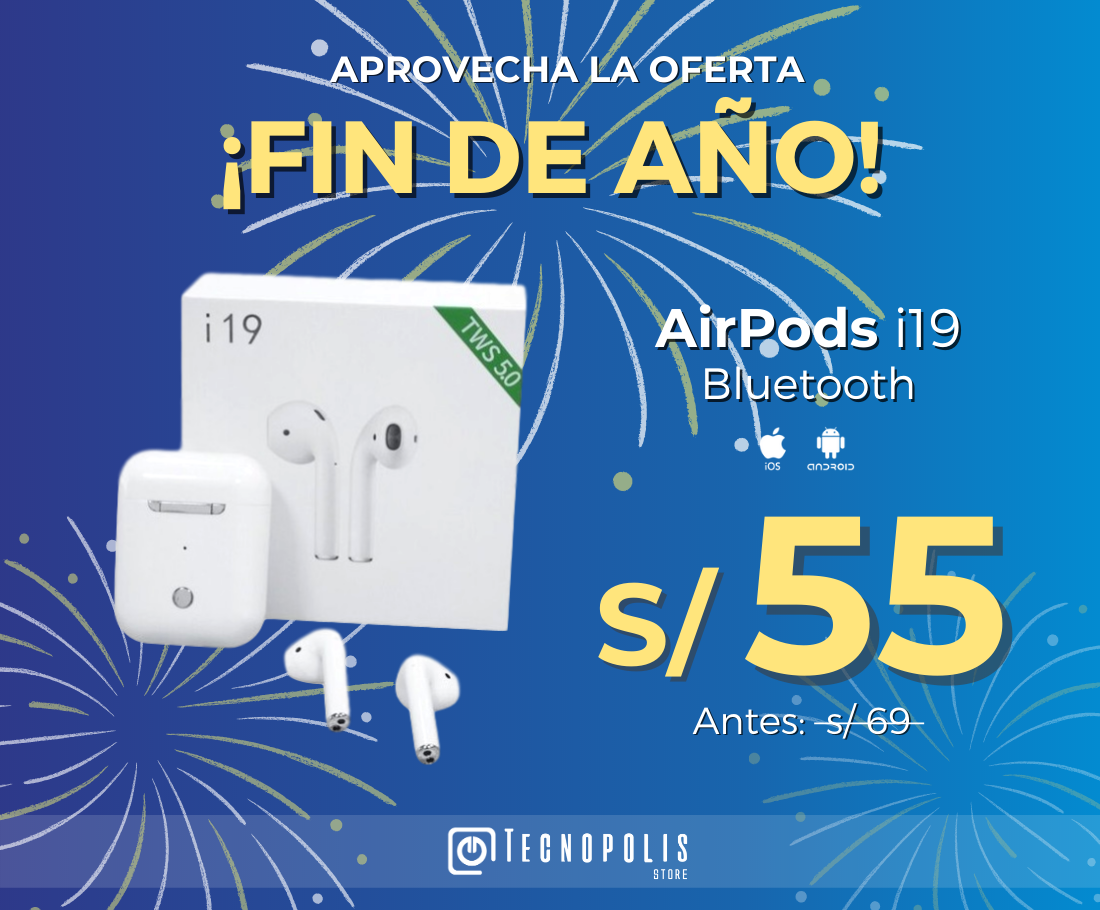 APROVECHA LA OFERTA
¡FIN DE AÑO!
i19
TWS 5.0
AirPods i19
Bluetooth
iOS
ANDROID
S/ 55
Antes: s/ 69
TECNOPOLIS
STORE